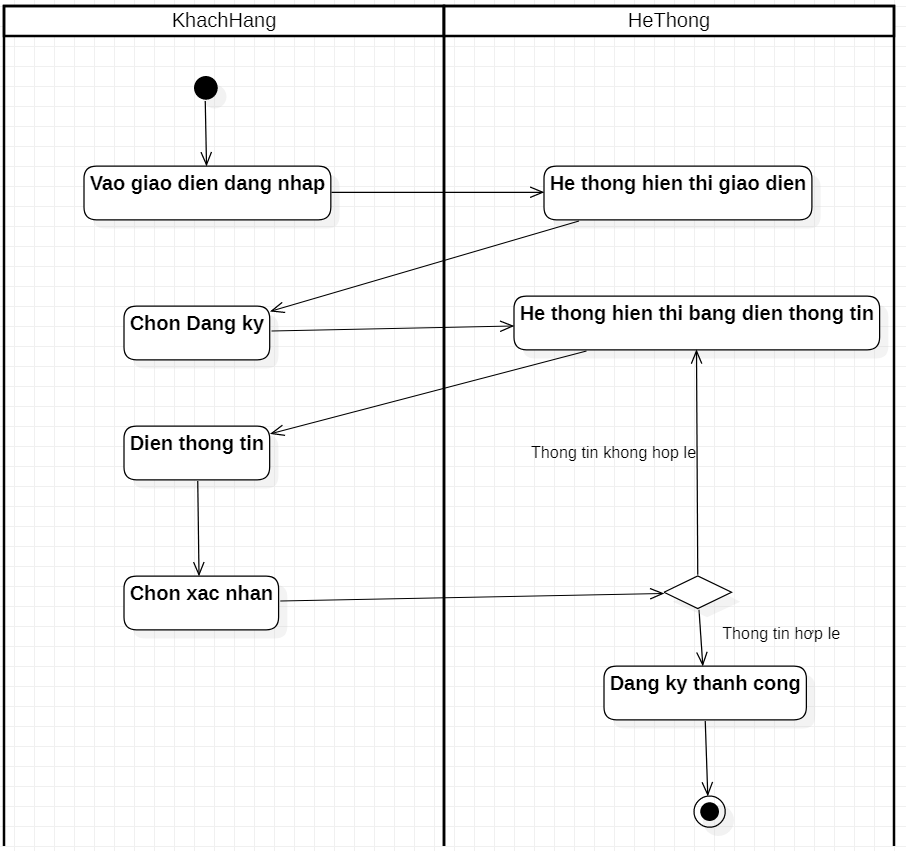 KhachHang
HeThong
Vao giao dien dang nhap
He thong hien thi giao dien
Chon Dang ky
He thong hien thi bang dien thong tin
Dien thong tin
Thong tin khong hop le
Chon xac nhan
Thong tin hơp le
Dang ky thanh cong